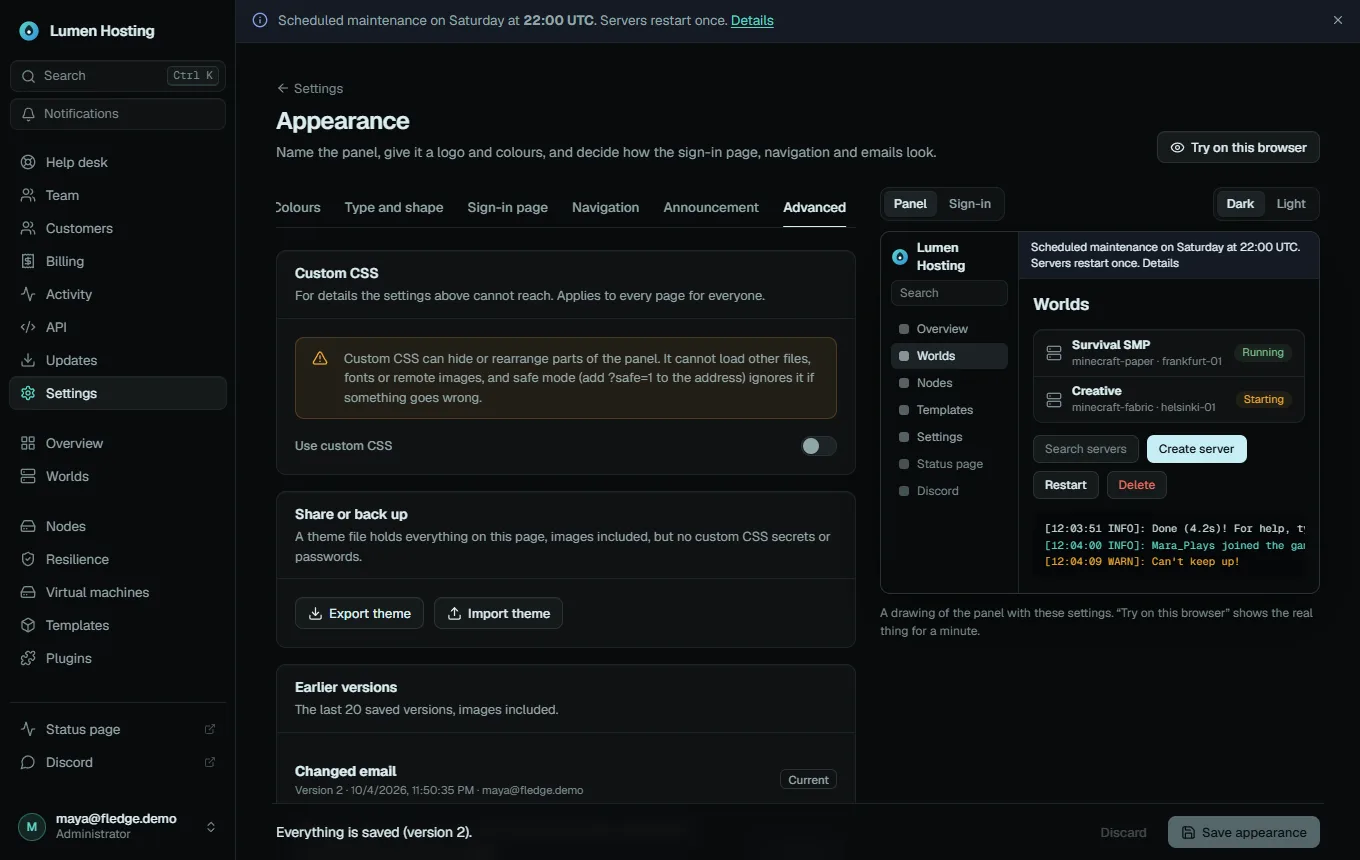 Lumen Hosting
Search
Ctrl K
Notifications
Help desk
Team
Customers
Billing
Activity
API
Updates
Settings
Overview
Worlds
Nodes
Resilience
Virtual machines
Templates
Plugins
Status page
Discord
M
maya@fledge.demo
Administrator
Scheduled maintenance on Saturday at 22:00 UTC. Servers restart once. Details
Settings
Appearance
Name the panel, give it a logo and colours, and decide how the sign-in page, navigation and emails look.
Try on this browser
Colours
Type and shape
Sign-in page
Navigation
Announcement
Advanced
Custom CSS
For details the settings above cannot reach. Applies to every page for everyone.
Custom CSS can hide or rearrange parts of the panel. It cannot load other files,
fonts or remote images, and safe mode (add ?safe=1 to the address) ignores it if
something goes wrong.
Use custom CSS
Share or back up
A theme file holds everything on this page, images included, but no custom CSS secrets or
passwords.
Export theme
Import theme
Earlier versions
The last 20 saved versions, images included.
Changed email
Version 2 · 10/4/2026, 11:50:35 PM · maya@fledge.demo
Current
Panel
Sign-in
Dark
Light
Lumen
Hosting
Search
Overview
Worlds
Nodes
Templates
Settings
Status page
Discord
Scheduled maintenance on Saturday at 22:00 UTC.
Servers restart once. Details
Worlds
Survival SMP
minecraft-paper · frankfurt-01
Running
Creative
minecraft-fabric · helsinki-01
Starting
Search servers
Create server
Restart
Delete
[12:03:51 INFO]: Done (4.2s)! For help, ty
[12:04:00 INFO]: Mara_Plays joined the gam
[12:04:09 WARN]: Can't keep up!
A drawing of the panel with these settings. “Try on this browser” shows the real
thing for a minute.
Everything is saved (version 2).
Discard
Save appearance